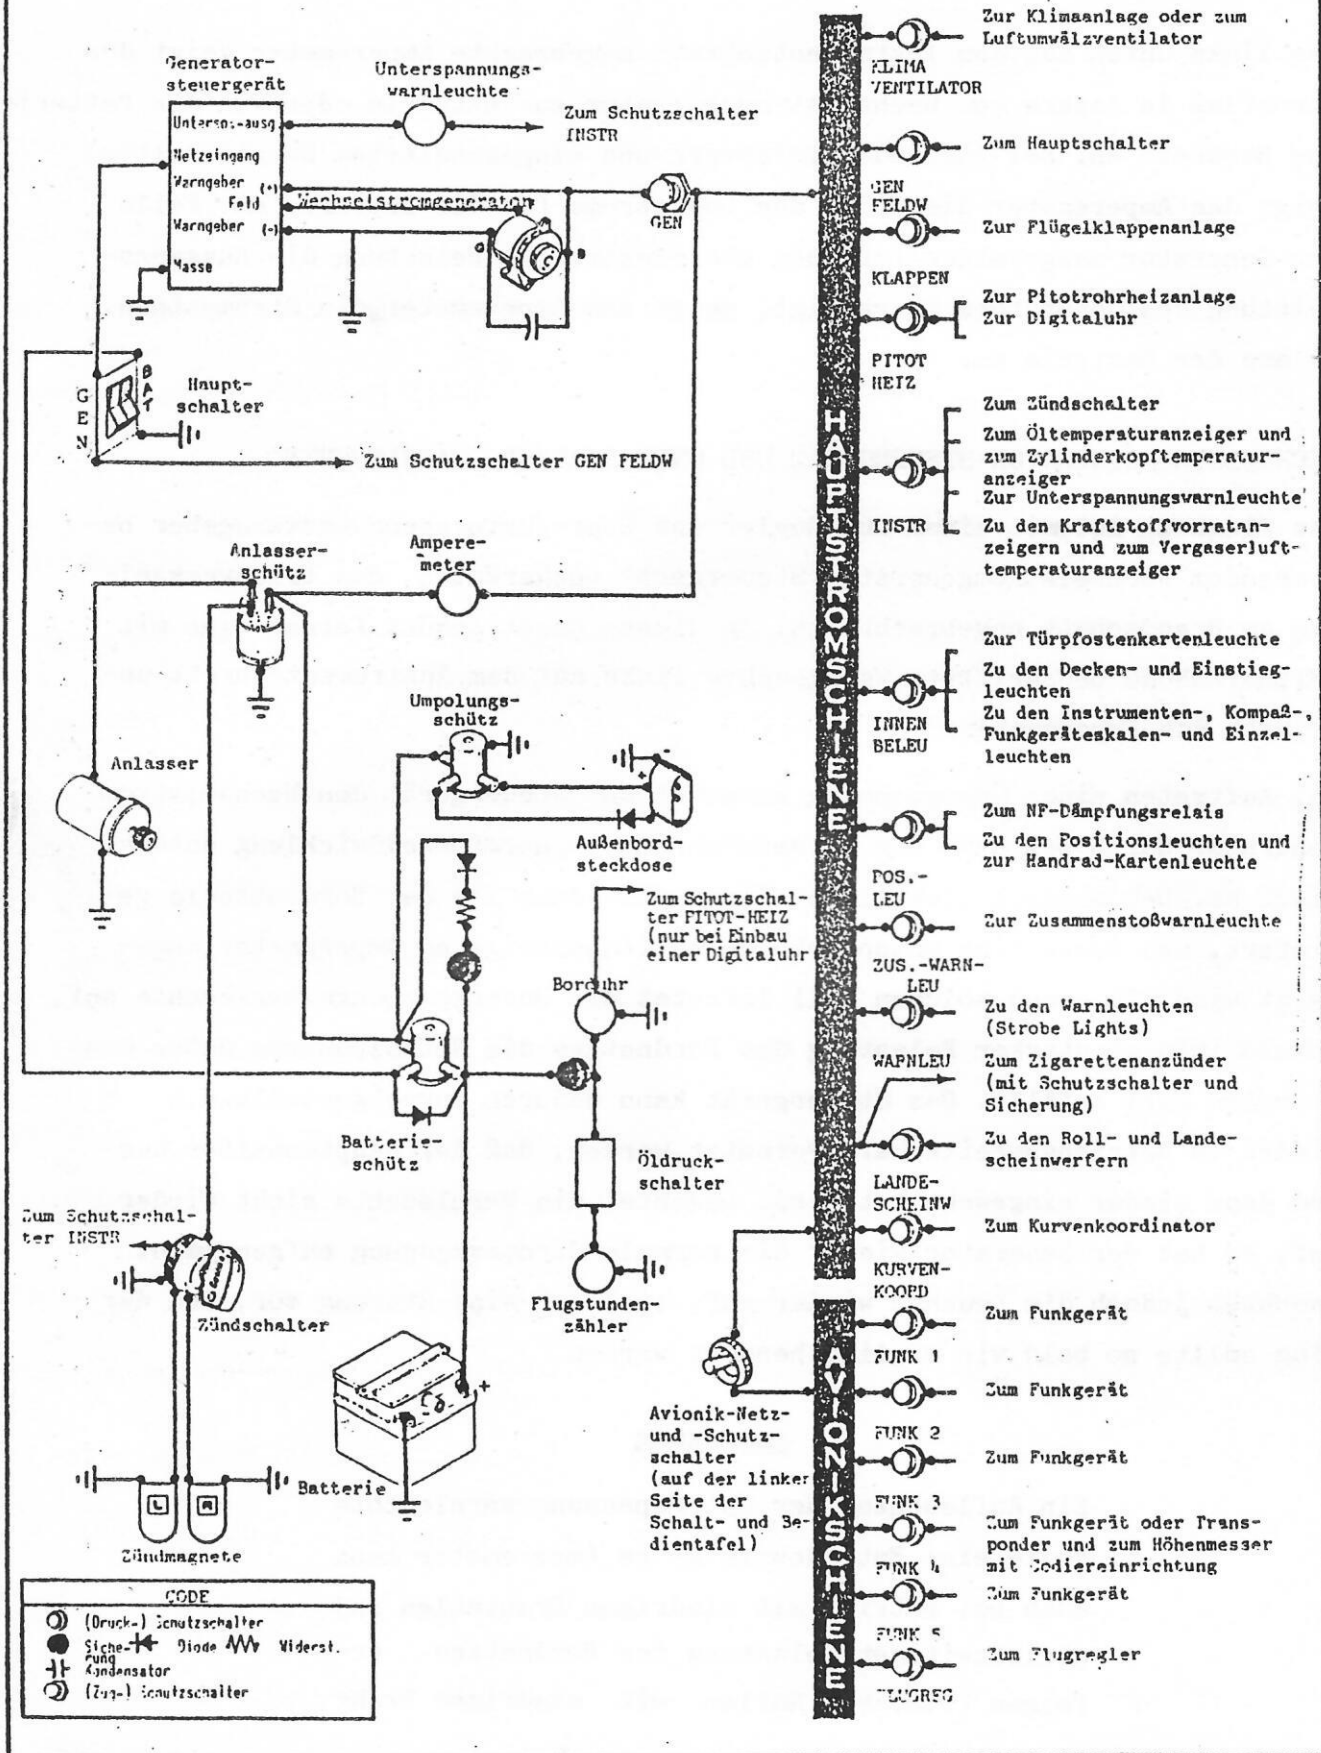 Generator-
steuergerät
Unterspannungs-
warnleuchte
Zum Schutzschalter
INSTR
Untersp.-ausg.
Netzeingang
Warngeber (+)
Feld
Wechselstromgenerator
Warngeber (-)
Masse
G
B
GEN
GEN
BAT
Haupt-
schalter
Zum Schutzschalter GEN FELDW
Anlasser-
schütz
Ampere-
meter
Anlasser
Umpolungs-
schütz
+
Außenbord-
steckdose
Zum Schutzschal-
ter PITOT-HEIZ
(nur bei Einbau
einer Digitaluhr)
Borduhr
Batterie-
schütz
Öldruck-
schalter
Flugstunden-
zähler
Zum Schutzschal-
ter INSTR
Zündschalter
+
-
Batterie
L
R
Zündmagnete
Avionik-Netz-
und -Schutz-
schalter
(auf der linken
Seite der
Schalt- und Be-
dientafel)
CODE
(Druck-) Schutzschalter
Siche-
rung
Diode
Widerst.
Kondensator
(Zug-) Schutzschalter
HAUPTSTROMSCHIENE
AVIONIKSCHIENE
Zur Klimaanlage oder zum
Luftumwälzventilator
KLIMA
VENTILATOR
Zum Hauptschalter
GEN
FELDW
Zur Flügelklappenanlage
KLAPPEN
Zur Pitotrohrheizanlage
Zur Digitaluhr
PITOT
HEIZ
Zum Zündschalter
Zum Öltemperaturanzeiger und
zum Zylinderkopftemperatur-
anzeiger
Zur Unterspannungswarnleuchte
INSTR
Zu den Kraftstoffvorratan-
zeigern und zum Vergaserluft-
temperaturanzeiger
Zur Türpfostenkartenleuchte
Zu den Decken- und Einstieg-
leuchten
INNEN
BELEU
Zu den Instrumenten-, Kompaß-,
Funkgeräteskalen- und Einzel-
leuchten
Zum NF-Dämpfungsrelais
Zu den Positionsleuchten und
zur Handrad-Kartenleuchte
POS.-
LEU
Zur Zusammenstoßwarnleuchte
ZUS.-WARN-
LEU
Zu den Warnleuchten
(Strobe Lights)
WARNLEU
Zum Zigarettenanzünder
(mit Schutzschalter und
Sicherung)
Zu den Roll- und Lande-
scheinwerfern
LANDE-
SCHEINW
Zum Kurvenkoordinator
KURVEN-
KOORD
Zum Funkgerät
FUNK 1
Zum Funkgerät
FUNK 2
Zum Funkgerät
FUNK 3
Zum Funkgerät oder Trans-
ponder und zum Höhenmesser
mit Codiereinrichtung
FUNK 4
Zum Funkgerät
FUNK 5
Zum Flugregler
FLUGREG